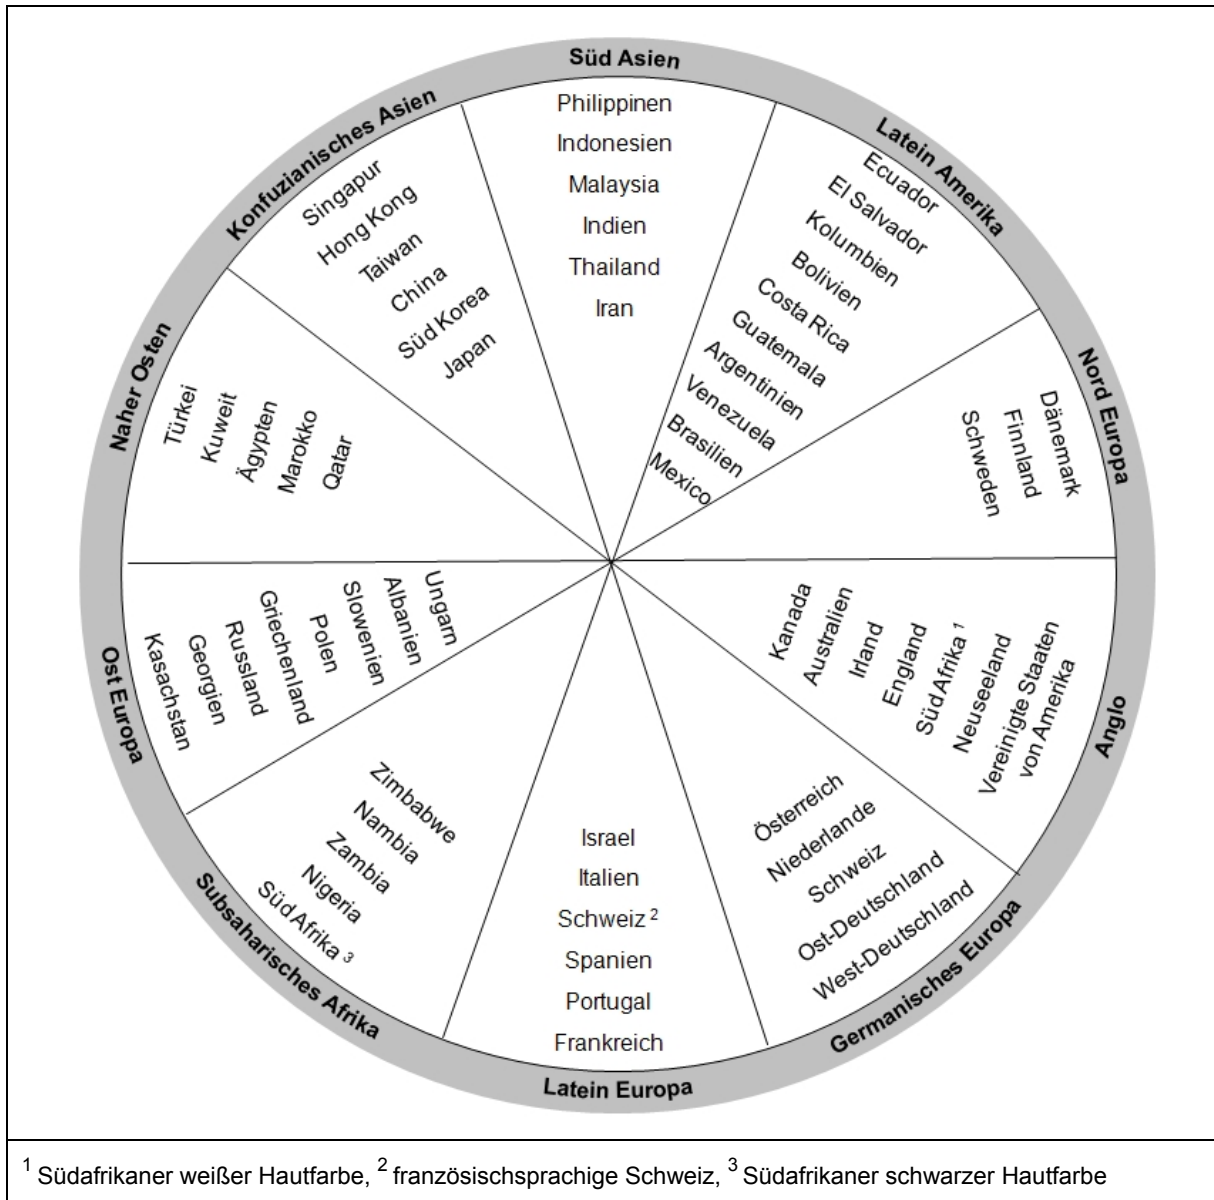 Süd Asien
Philippinen
Indonesien
Malaysia
Indien
Thailand
Iran
Latein Amerika
Ecuador
El Salvador
Kolumbien
Bolivien
Costa Rica
Guatemala
Argentinien
Venezuela
Brasilien
Mexico
Nord Europa
Dänemark
Finnland
Schweden
Anglo
Kanada
Australien
Irland
England
Süd Afrika ¹
Neuseeland
Vereinigte Staaten
von Amerika
Germanisches Europa
Österreich
Niederlande
Schweiz
Ost-Deutschland
West-Deutschland
Latein Europa
Israel
Italien
Schweiz ²
Spanien
Portugal
Frankreich
Subsaharisches Afrika
Zimbabwe
Nambia
Zambia
Nigeria
Süd Afrika ³
Ost Europa
Kasachstan
Georgien
Russland
Griechenland
Polen
Slowenien
Albanien
Ungarn
Naher Osten
Türkei
Kuweit
Ägypten
Marokko
Qatar
Konfuzianisches Asien
Singapur
Hong Kong
Taiwan
China
Süd Korea
Japan
¹ Südafrikaner weißer Hautfarbe, ² französischsprachige Schweiz, ³ Südafrikaner schwarzer Hautfarbe